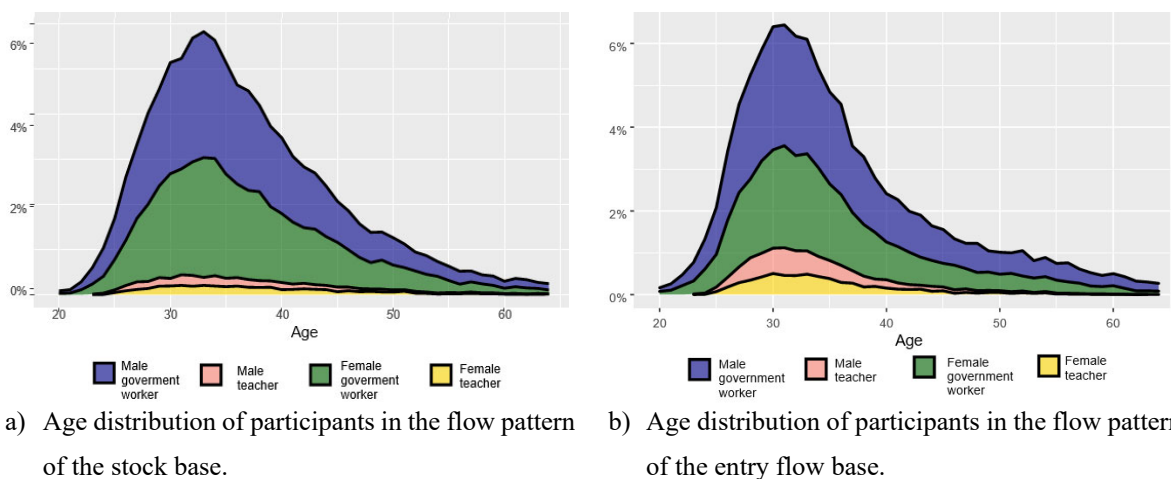 6%
4%
2%
0%
20
30
40
50
60
Age
Male
goverment
worker
Male
teacher
Female
goverment
worker
Female
teacher
a) Age distribution of participants in the flow pattern
of the stock base.
6%
4%
2%
0%
20
30
40
50
60
Age
Male
government
worker
Male
teacher
Female
government
worker
Female
teacher
b) Age distribution of participants in the flow pattern
of the entry flow base.